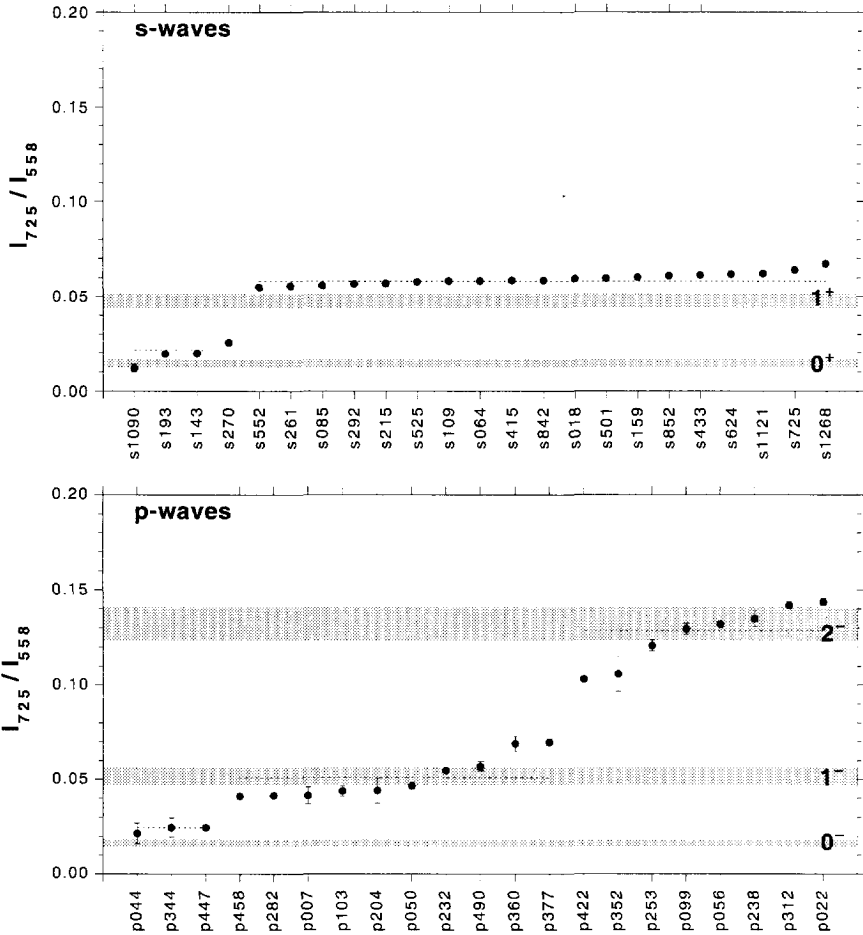 0.20
s-waves
0.15
0.10
0.05
0.00
I725 / I558
1+
0+
s1090
s193
s143
s270
s552
s261
s085
s292
s215
s525
s109
s064
s415
s842
s018
s501
s159
s852
s433
s624
s1121
s725
s1268
0.20
p-waves
0.15
0.10
0.05
0.00
I725 / I558
2−
1−
0−
p044
p344
p447
p458
p282
p007
p103
p204
p050
p232
p490
p360
p377
p422
p352
p253
p099
p056
p238
p312
p022